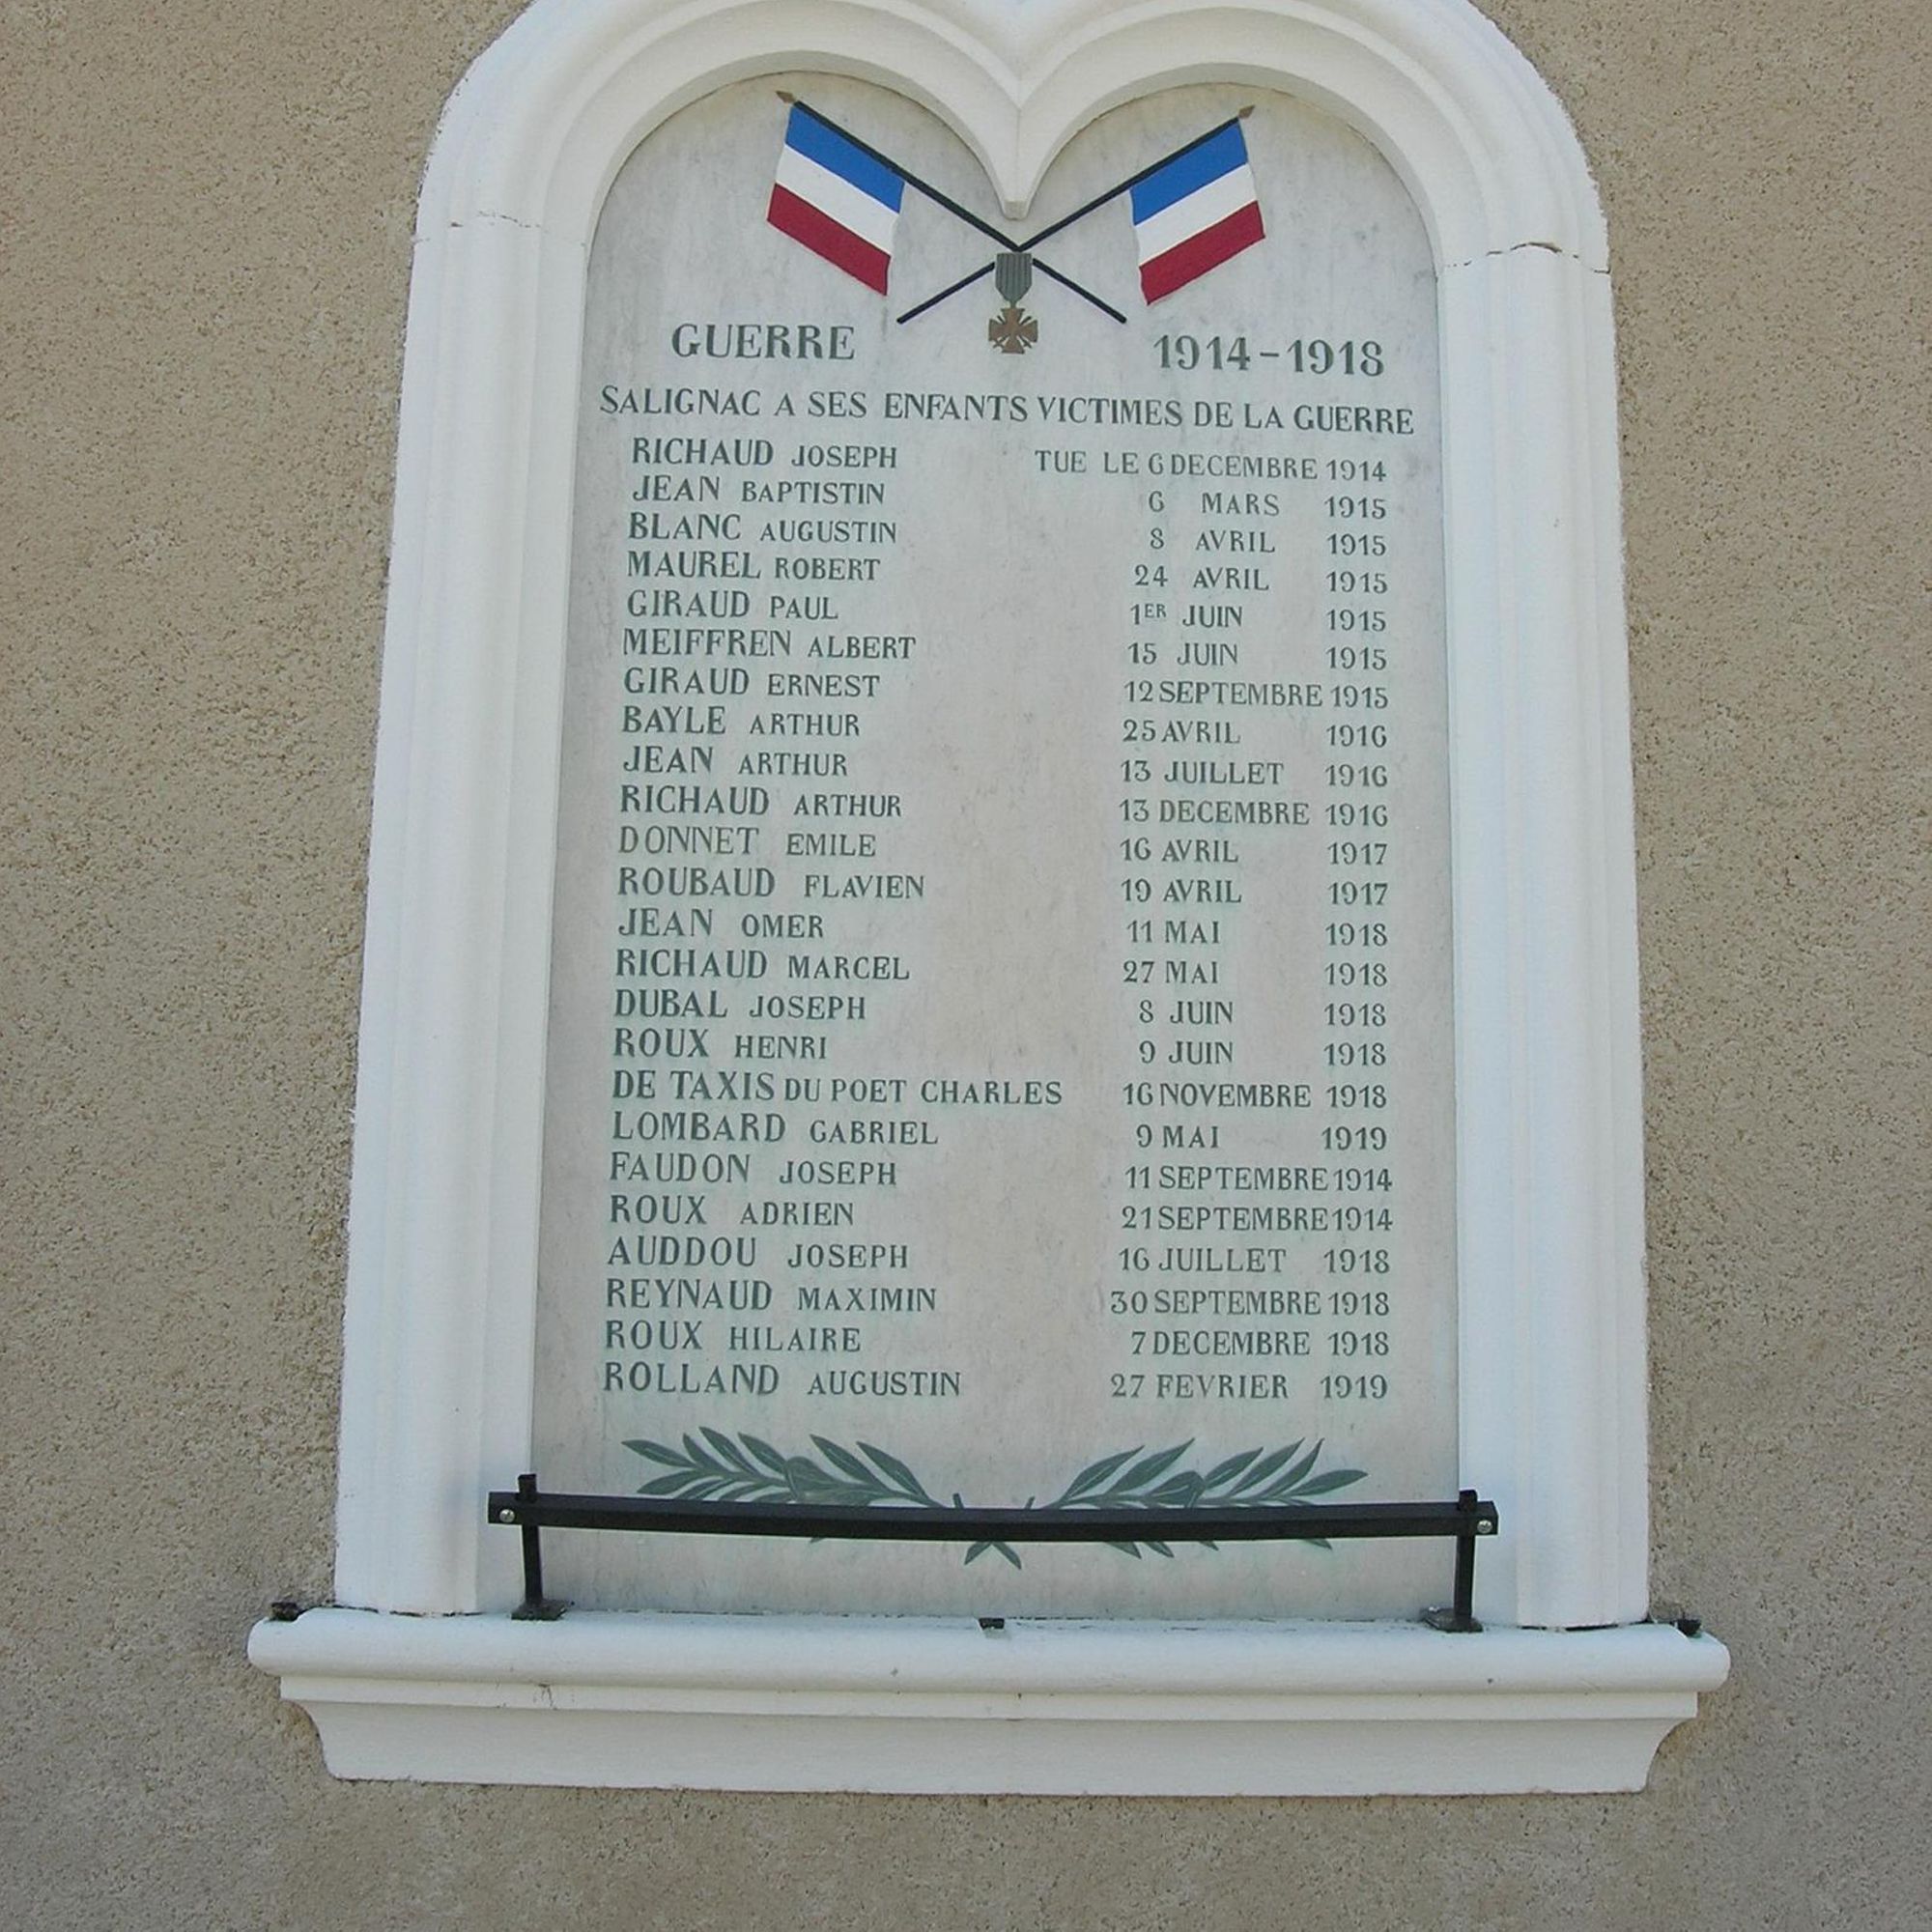 GUERRE 1914-1918
SALIGNAC A SES ENFANTS VICTIMES DE LA GUERRE
RICHAUD JOSEPH TUE LE 6 DECEMBRE 1914
JEAN BAPTISTIN 6 MARS 1915
BLANC AUGUSTIN 8 AVRIL 1915
MAUREL ROBERT 24 AVRIL 1915
GIRAUD PAUL 1ER JUIN 1915
MEIFFREN ALBERT 15 JUIN 1915
GIRAUD ERNEST 12 SEPTEMBRE 1915
BAYLE ARTHUR 25 AVRIL 1916
JEAN ARTHUR 13 JUILLET 1916
RICHAUD ARTHUR 13 DECEMBRE 1916
DONNET EMILE 16 AVRIL 1917
ROUBAUD FLAVIEN 19 AVRIL 1917
JEAN OMER 11 MAI 1918
RICHAUD MARCEL 27 MAI 1918
DUBAL JOSEPH 8 JUIN 1918
ROUX HENRI 9 JUIN 1918
DE TAXIS DU POET CHARLES 16 NOVEMBRE 1918
LOMBARD GABRIEL 9 MAI 1919
FAUDON JOSEPH 11 SEPTEMBRE 1914
ROUX ADRIEN 21 SEPTEMBRE 1914
AUDDOU JOSEPH 16 JUILLET 1918
REYNAUD MAXIMIN 30 SEPTEMBRE 1918
ROUX HILAIRE 7 DECEMBRE 1918
ROLLAND AUGUSTIN 27 FEVRIER 1919